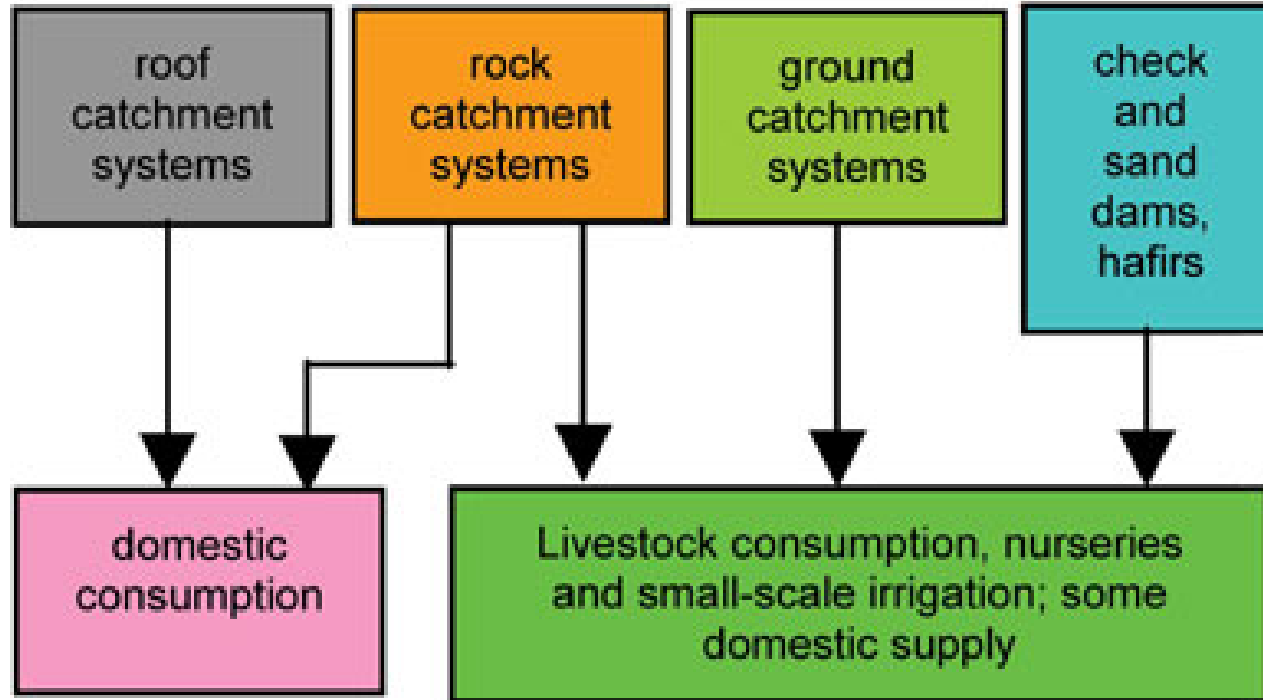 roof
catchment
systems
rock
catchment
systems
ground
catchment
systems
check
and
sand
dams,
hafirs
domestic
consumption
Livestock consumption, nurseries
and small-scale irrigation; some
domestic supply